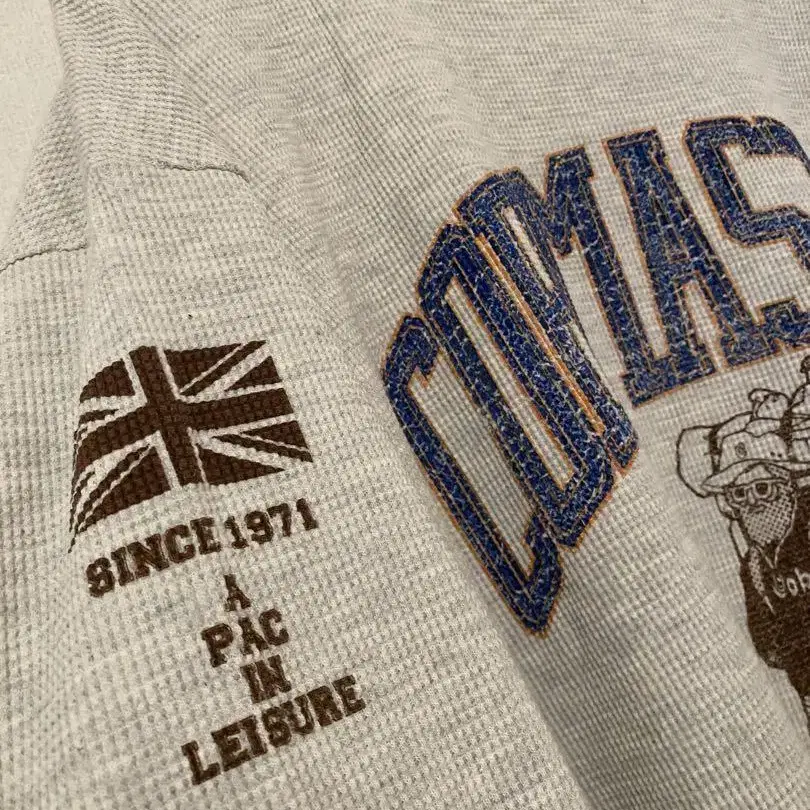 COMAS
SINCE 1971
A
PAC
IN
LEISURE